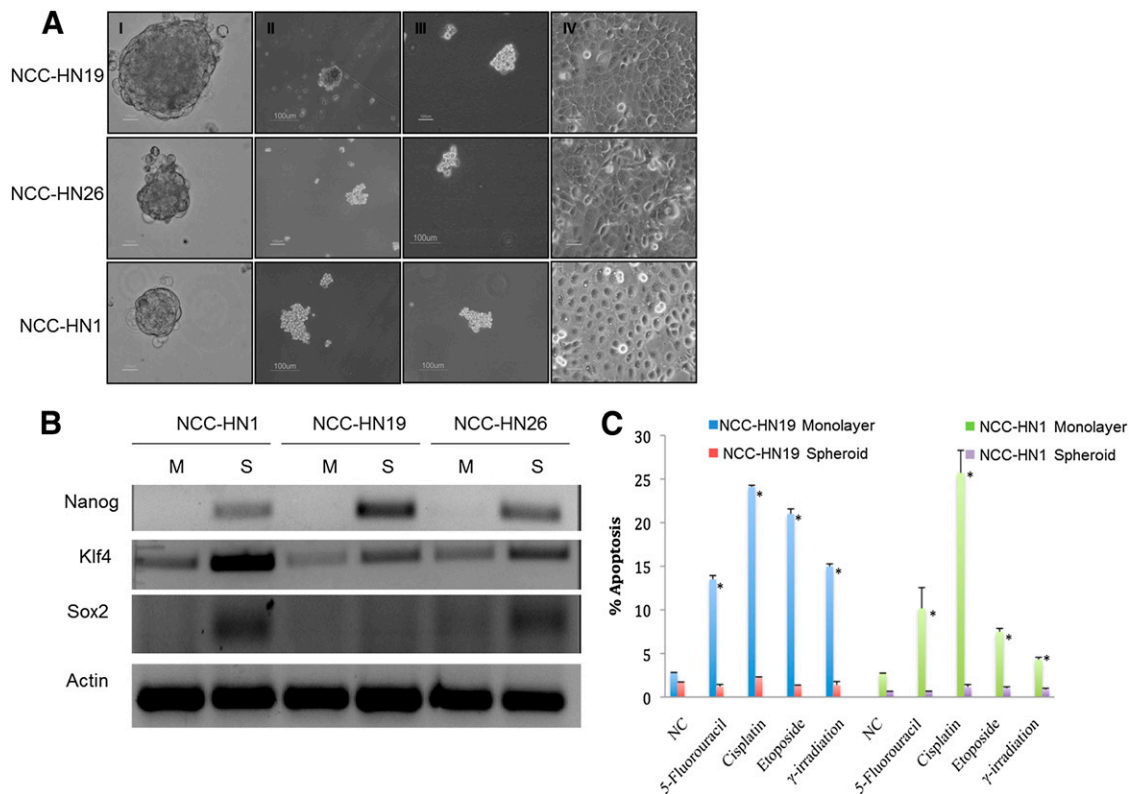 A
I
II
III
IV
NCC-HN19
100um
NCC-HN26
100um
NCC-HN1
100um
100um
B
NCC-HN1 NCC-HN19 NCC-HN26
M S M S M S
Nanog
Klf4
Sox2
Actin
C
NCC-HN19 Monolayer
NCC-HN19 Spheroid
NCC-HN1 Monolayer
NCC-HN1 Spheroid
% Apoptosis
30
25
20
15
10
5
0
* * * * * * * *
NC
5-Fluorouracil
Cisplatin
Etoposide
γ-irradiation
NC
5-Fluorouracil
Cisplatin
Etoposide
γ-irradiation